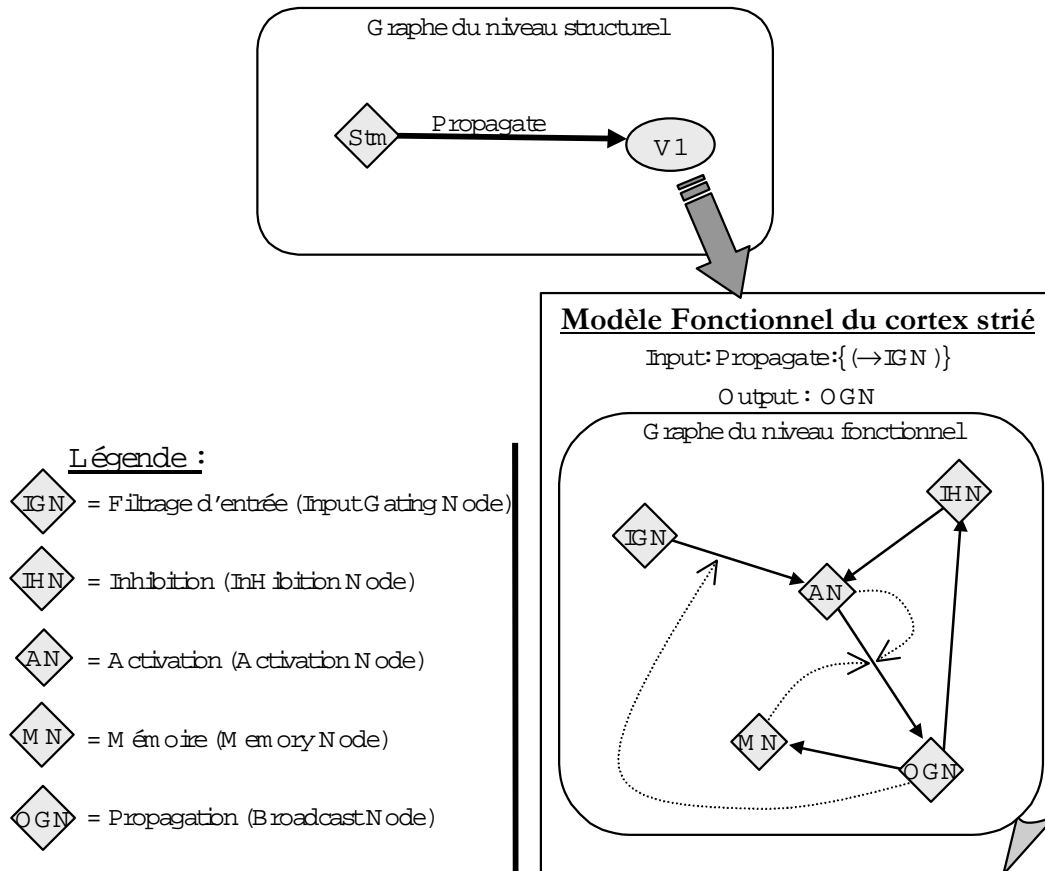 Graphe du niveau structurel
Propagate
Stm
V1
Modèle Fonctionnel du cortex strié
Input:Propagate:{(→IGN)}
Output: OGN
Graphe du niveau fonctionnel
IHN
IGN
AN
MN
OGN
Légende :
IGN = Filtrage d'entrée (Input Gating Node)
IHN = Inhibition (InHibition Node)
AN = Activation (Activation Node)
MN = Mémoire (Memory Node)
OGN = Propagation (Broadcast Node)